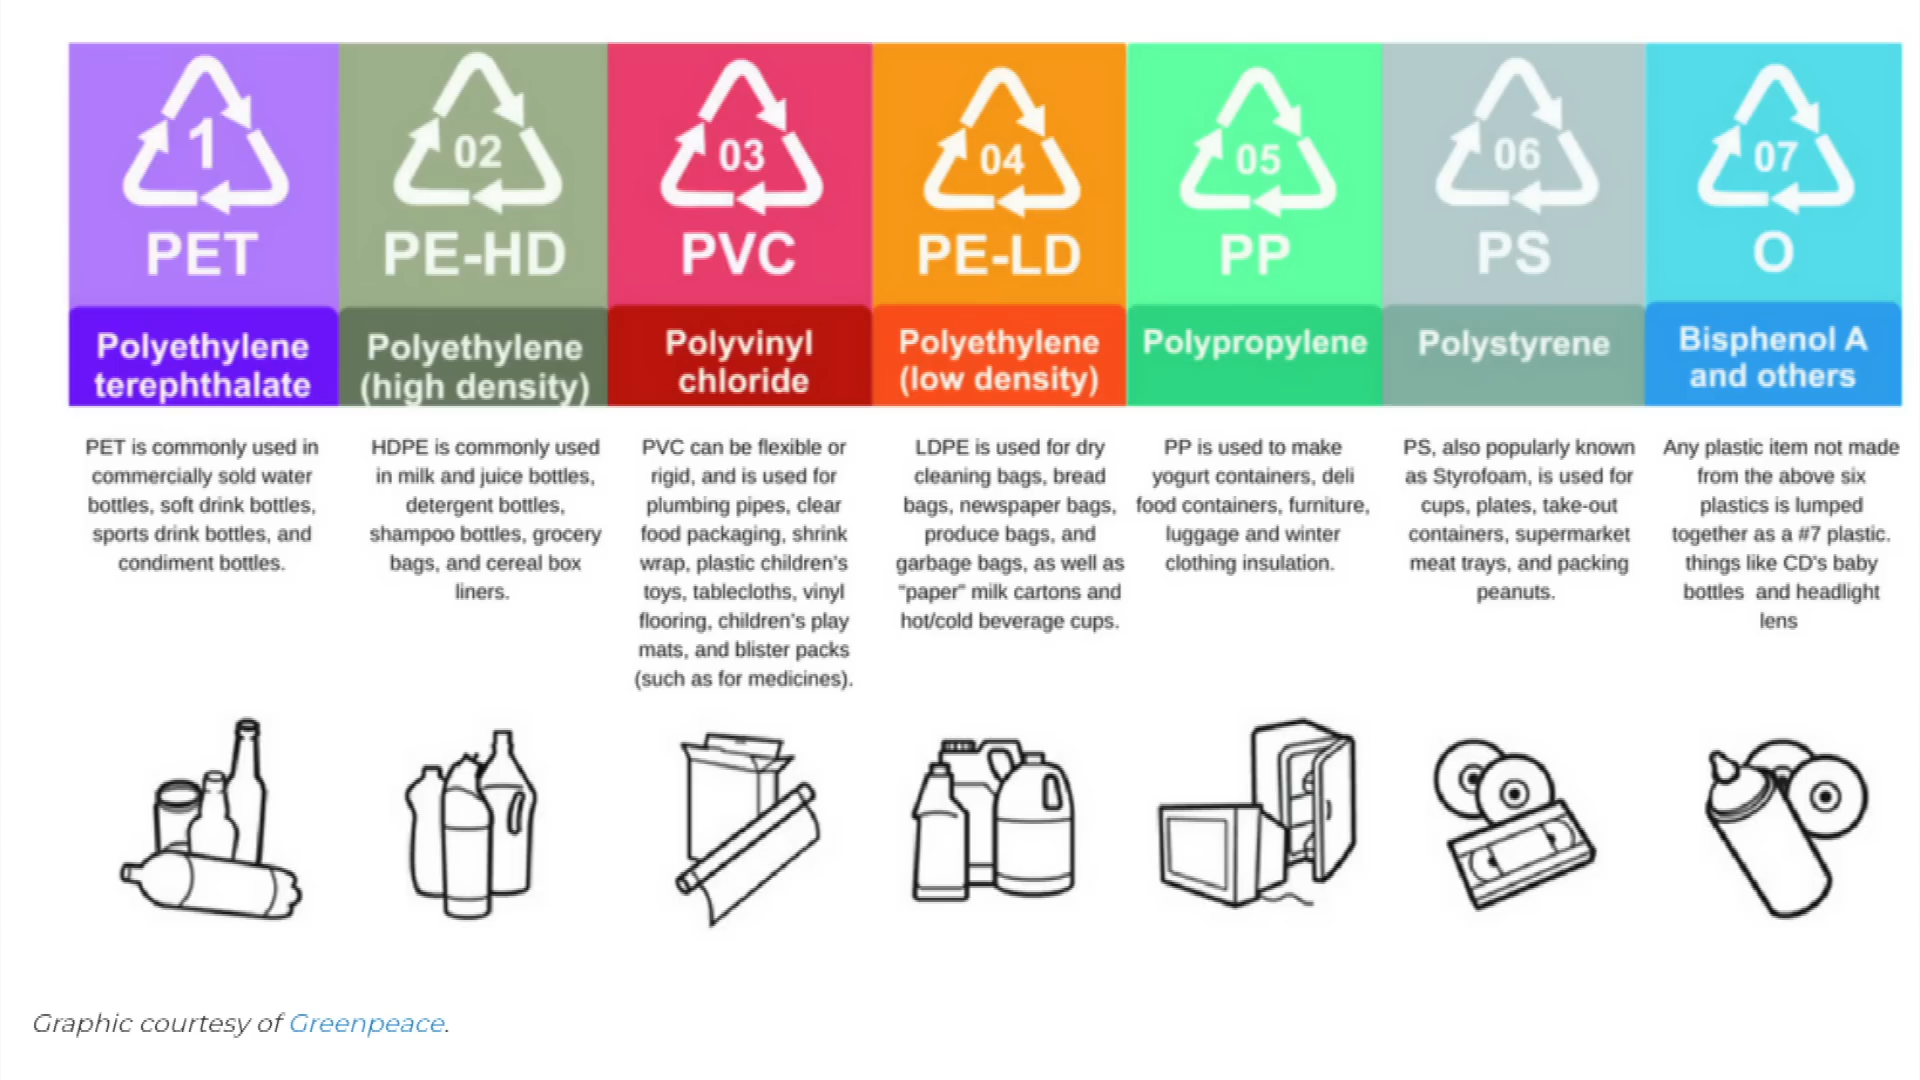 1
PET
Polyethylene
terephthalate
PET is commonly used in
commercially sold water
bottles, soft drink bottles,
sports drink bottles, and
condiment bottles.
02
PE-HD
Polyethylene
(high density)
HDPE is commonly used
in milk and juice bottles,
detergent bottles,
shampoo bottles, grocery
bags, and cereal box
liners.
03
PVC
Polyvinyl
chloride
PVC can be flexible or
rigid, and is used for
plumbing pipes, clear
food packaging, shrink
wrap, plastic children's
toys, tablecloths, vinyl
flooring, children's play
mats, and blister packs
(such as for medicines).
04
PE-LD
Polyethylene
(low density)
LDPE is used for dry
cleaning bags, bread
bags, newspaper bags,
produce bags, and
garbage bags, as well as
"paper" milk cartons and
hot/cold beverage cups.
05
PP
Polypropylene
PP is used to make
yogurt containers, deli
food containers, furniture,
luggage and winter
clothing insulation.
06
PS
Polystyrene
PS, also popularly known
as Styrofoam, is used for
cups, plates, take-out
containers, supermarket
meat trays, and packing
peanuts.
07
O
Bisphenol A
and others
Any plastic item not made
from the above six
plastics is lumped
together as a #7 plastic.
things like CD's baby
bottles and headlight
lens
Graphic courtesy of Greenpeace.